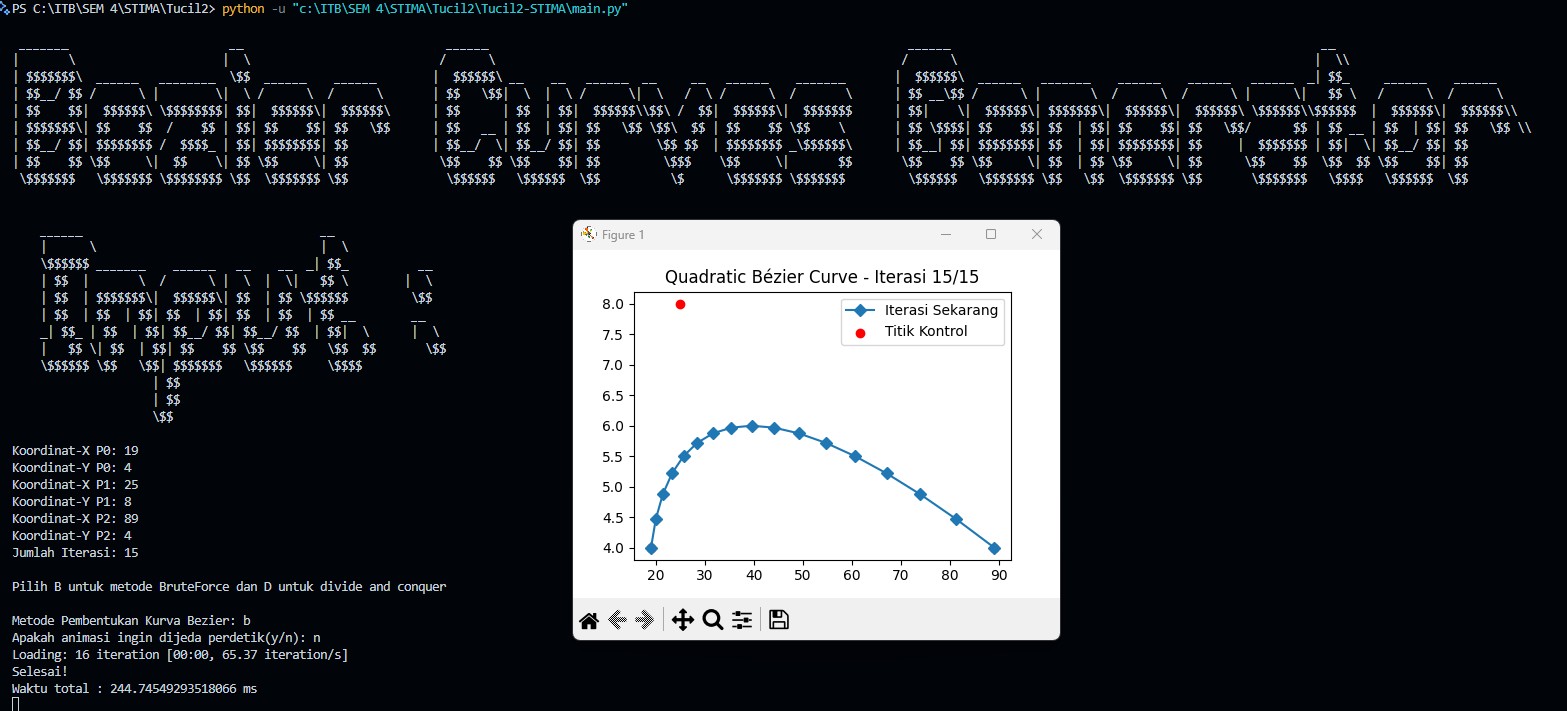 PS C:\ITB\SEM 4\STIMA\Tucil2> python -u "c:\ITB\SEM 4\STIMA\Tucil2\Tucil2-STIMA\main.py"
Bezier Curves Generator
Input :
Figure 1
Quadratic Bézier Curve - Iterasi 15/15
Iterasi Sekarang
Titik Kontrol
8.0
7.5
7.0
6.5
6.0
5.5
5.0
4.5
4.0
20 30 40 50 60 70 80 90
Koordinat-X P0: 19
Koordinat-Y P0: 4
Koordinat-X P1: 25
Koordinat-Y P1: 8
Koordinat-X P2: 89
Koordinat-Y P2: 4
Jumlah Iterasi: 15
Pilih B untuk metode BruteForce dan D untuk divide and conquer
Metode Pembentukan Kurva Bezier: b
Apakah animasi ingin dijeda perdetik(y/n): n
Loading: 16 iteration [00:00, 65.37 iteration/s]
Selesai!
Waktu total : 244.74549293518066 ms